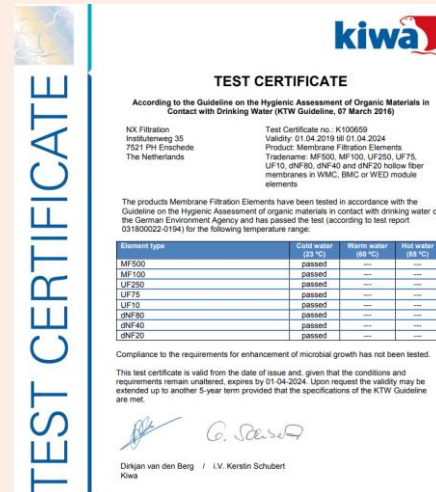 TEST CERTIFICATE
kiwa
TEST CERTIFICATE
According to the Guideline on the Hygienic Assessment of Organic Materials in
Contact with Drinking Water (KTW Guideline, 07 March 2016)
NX Filtration
Institutenweg 35
7521 PH Enschede
The Netherlands
Test Certificate no.: K100659
Validity: 01.04.2019 till 01.04.2024
Product: Membrane Filtration Elements
Tradename: MF500, MF100, UF250, UF75,
UF10, dNF80, dNF40 and dNF20 hollow fiber
membranes in WMC, BMC or WED module
elements
The products Membrane Filtration Elements have been tested in accordance with the
Guideline on the Hygienic Assessment of organic materials in contact with drinking water o
the German Environment Agency and has passed the test (according to test report
031800022-0194) for the following temperature range:
Element type Cold water (23 ºC) Warm water (60 ºC) Hot water (85 ºC)
MF500 passed --- ---
MF100 passed --- ---
UF250 passed --- ---
UF75 passed --- ---
UF10 passed --- ---
dNF80 passed --- ---
dNF40 passed --- ---
dNF20 passed --- ---
Compliance to the requirements for enhancement of microbial growth has not been tested.
This test certificate is valid from the date of issue and, given that the conditions and
requirements remain unaltered, expires by 01-04-2024. Upon request the validity may be
extended up to another 5-year term provided that the specifications of the KTW Guideline
are met.
Dirkjan van den Berg / i.V. Kerstin Schubert
Kiwa